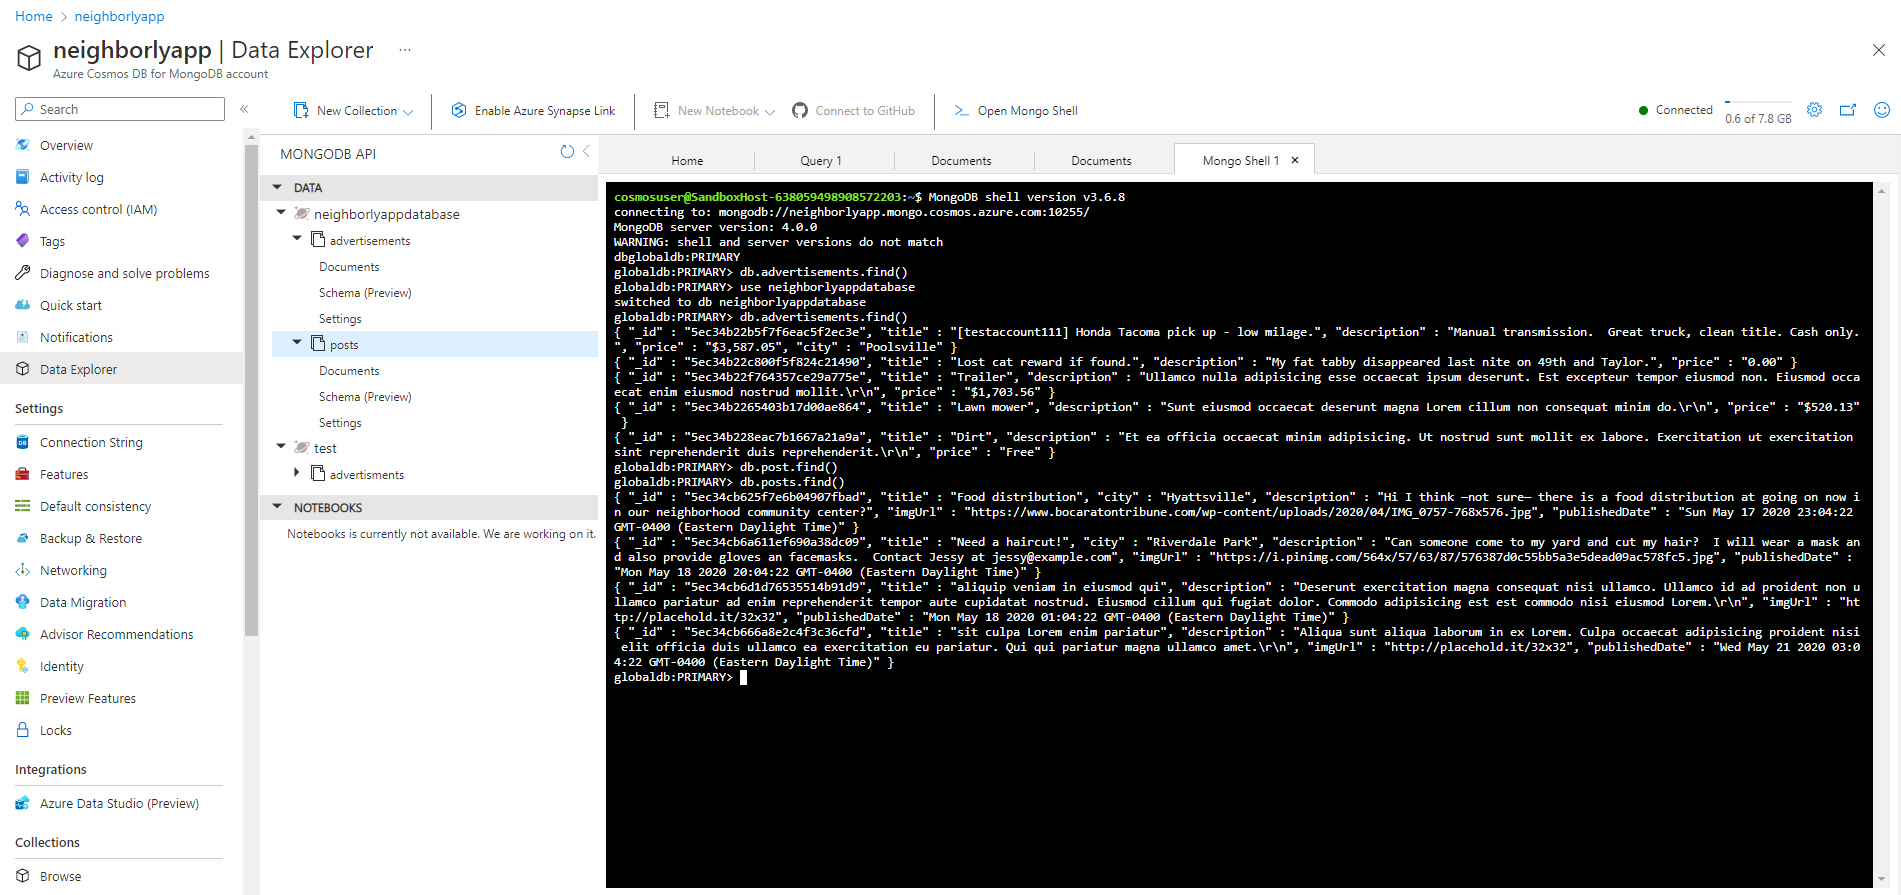 Home > neighborlyapp
neighborlyapp | Data Explorer ...
Azure Cosmos DB for MongoDB account
Search «
Overview
Activity log
Access control (IAM)
Tags
Diagnose and solve problems
Quick start
Notifications
Data Explorer
Settings
Connection String
Features
Default consistency
Backup & Restore
Networking
Data Migration
Advisor Recommendations
Identity
Preview Features
Locks
Integrations
Azure Data Studio (Preview)
Collections
Browse
New Collection Enable Azure Synapse Link New Notebook Connect to GitHub Open Mongo Shell
Connected 0.6 of 7.8 GB
MONGODB API
DATA
neighborlyappdatabase
advertisements
Documents
Schema (Preview)
Settings
posts
Documents
Schema (Preview)
Settings
test
advertisments
NOTEBOOKS
Notebooks is currently not available. We are working on it.
Home Query 1 Documents Documents Mongo Shell 1
cosmosuser@SandboxHost-638059498908572203:~$ MongoDB shell version v3.6.8
connecting to: mongodb://neighborlyapp.mongo.cosmos.azure.com:10255/
MongoDB server version: 4.0.0
WARNING: shell and server versions do not match
dbglobaldb:PRIMARY
globaldb:PRIMARY> db.advertisements.find()
globaldb:PRIMARY> use neighborlyappdatabase
switched to db neighborlyappdatabase
globaldb:PRIMARY> db.advertisements.find()
{ "_id" : "5ec34b22b5f7f6eac5f2ec3e", "title" : "[testaccount111] Honda Tacoma pick up - low milage.", "description" : "Manual transmission.  Great truck, clean title. Cash only.
", "price" : "$3,587.05", "city" : "Poolsville" }
{ "_id" : "5ec34b22c800f5f824c21490", "title" : "Lost cat reward if found.", "description" : "My fat tabby disappeared last nite on 49th and Taylor.", "price" : "0.00" }
{ "_id" : "5ec34b22f764357ce29a775e", "title" : "Trailer", "description" : "Ullamco nulla adipisicing esse occaecat ipsum deserunt. Est excepteur tempor eiusmod non. Eiusmod occa
ecat enim eiusmod nostrud mollit.\r\n", "price" : "$1,703.56" }
{ "_id" : "5ec34b2265403b17d00ae864", "title" : "Lawn mower", "description" : "Sunt eiusmod occaecat deserunt magna Lorem cillum non consequat minim do.\r\n", "price" : "$520.13"
}
{ "_id" : "5ec34b228eac7b1667a21a9a", "title" : "Dirt", "description" : "Et ea officia occaecat minim adipisicing. Ut nostrud sunt mollit ex labore. Exercitation ut exercitation
sint reprehenderit duis reprehenderit.\r\n", "price" : "Free" }
globaldb:PRIMARY> db.post.find()
globaldb:PRIMARY> db.posts.find()
{ "_id" : "5ec34cb625f7e6b04907fbad", "title" : "Food distribution", "city" : "Hyattsville", "description" : "Hi I think —not sure— there is a food distribution at going on now i
n our neighborhood community center?", "imgUrl" : "https://www.bocaratontribune.com/wp-content/uploads/2020/04/IMG_0757-768x576.jpg", "publishedDate" : "Sun May 17 2020 23:04:22
GMT-0400 (Eastern Daylight Time)" }
{ "_id" : "5ec34cb6a611ef690a38dc09", "title" : "Need a haircut!", "city" : "Riverdale Park", "description" : "Can someone come to my yard and cut my hair?  I will wear a mask an
d also provide gloves an facemasks.  Contact Jessy at jessy@example.com", "imgUrl" : "https://i.pinimg.com/564x/57/63/87/576387d0c55bb5a3e5dead09ac578fc5.jpg", "publishedDate" :
"Mon May 18 2020 20:04:22 GMT-0400 (Eastern Daylight Time)" }
{ "_id" : "5ec34cb6d1d76535514b91d9", "title" : "aliquip veniam in eiusmod qui", "description" : "Deserunt exercitation magna consequat nisi ullamco. Ullamco id ad proident non u
llamco pariatur ad enim reprehenderit tempor aute cupidatat nostrud. Eiusmod cillum qui fugiat dolor. Commodo adipisicing est est commodo nisi eiusmod Lorem.\r\n", "imgUrl" : "ht
tp://placehold.it/32x32", "publishedDate" : "Mon May 18 2020 01:04:22 GMT-0400 (Eastern Daylight Time)" }
{ "_id" : "5ec34cb666a8e2c4f3c36cfd", "title" : "sit culpa Lorem enim pariatur", "description" : "Aliqua sunt aliqua laborum in ex Lorem. Culpa occaecat adipisicing proident nisi
elit officia duis ullamco ea exercitation eu pariatur. Qui qui pariatur magna ullamco amet.\r\n", "imgUrl" : "http://placehold.it/32x32", "publishedDate" : "Wed May 21 2020 03:0
4:22 GMT-0400 (Eastern Daylight Time)" }
globaldb:PRIMARY>